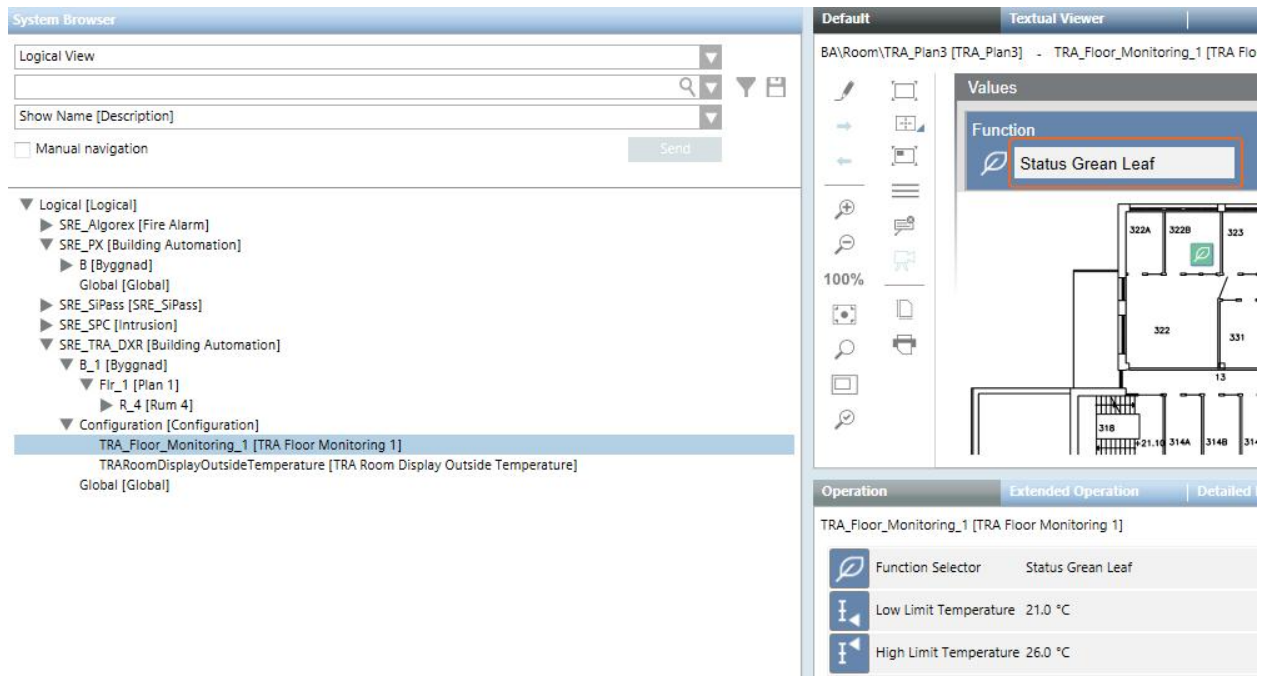 System Browser
Logical View
Show Name [Description]
Manual navigation
Send
Logical [Logical]
SRE_Algorex [Fire Alarm]
SRE_PX [Building Automation]
B [Byggnad]
Global [Global]
SRE_SiPass [SRE_SiPass]
SRE_SPC [Intrusion]
SRE_TRA_DXR [Building Automation]
B_1 [Byggnad]
Flr_1 [Plan 1]
R_4 [Rum 4]
Configuration [Configuration]
TRA_Floor_Monitoring_1 [TRA Floor Monitoring 1]
TRARoomDisplayOutsideTemperature [TRA Room Display Outside Temperature]
Global [Global]
Default Textual Viewer
BA\Room\TRA_Plan3 [TRA_Plan3] - TRA_Floor_Monitoring_1 [TRA Flo
100%
Values
Function
Status Grean Leaf
322A 322B 323
322 331
13
318 +21.10 314A 314B 314
Operation Extended Operation Detailed
TRA_Floor_Monitoring_1 [TRA Floor Monitoring 1]
Function Selector Status Grean Leaf
Low Limit Temperature 21.0 °C
High Limit Temperature 26.0 °C